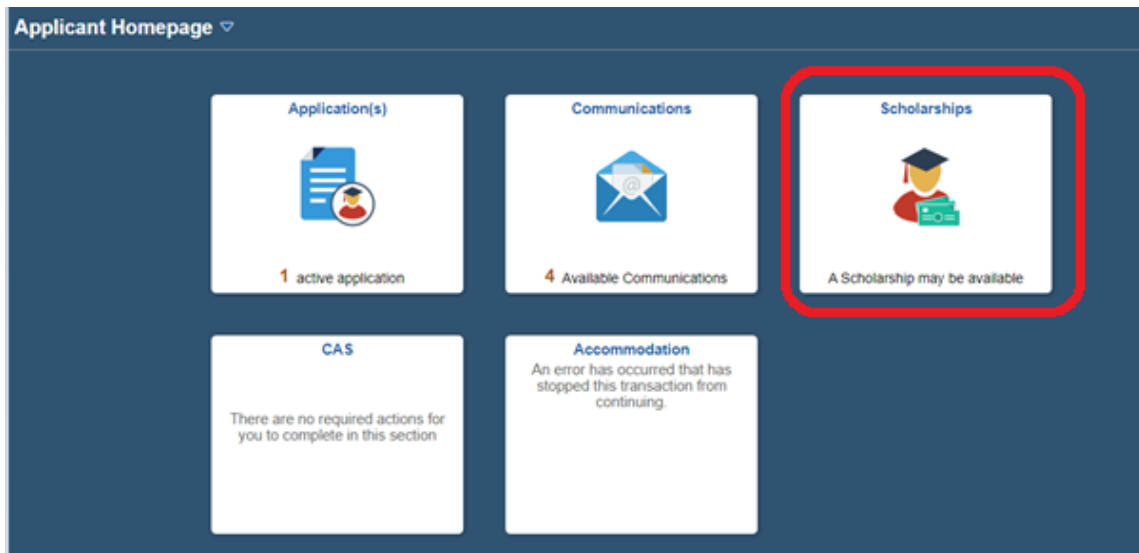 Applicant Homepage
Application(s)
Communications
Scholarships
@
1 active application
4 Available Communications
A Scholarship may be available
CAS
There are no required actions for
you to complete in this section
Accommodation
An error has occurred that has
stopped this transaction from
continuing.